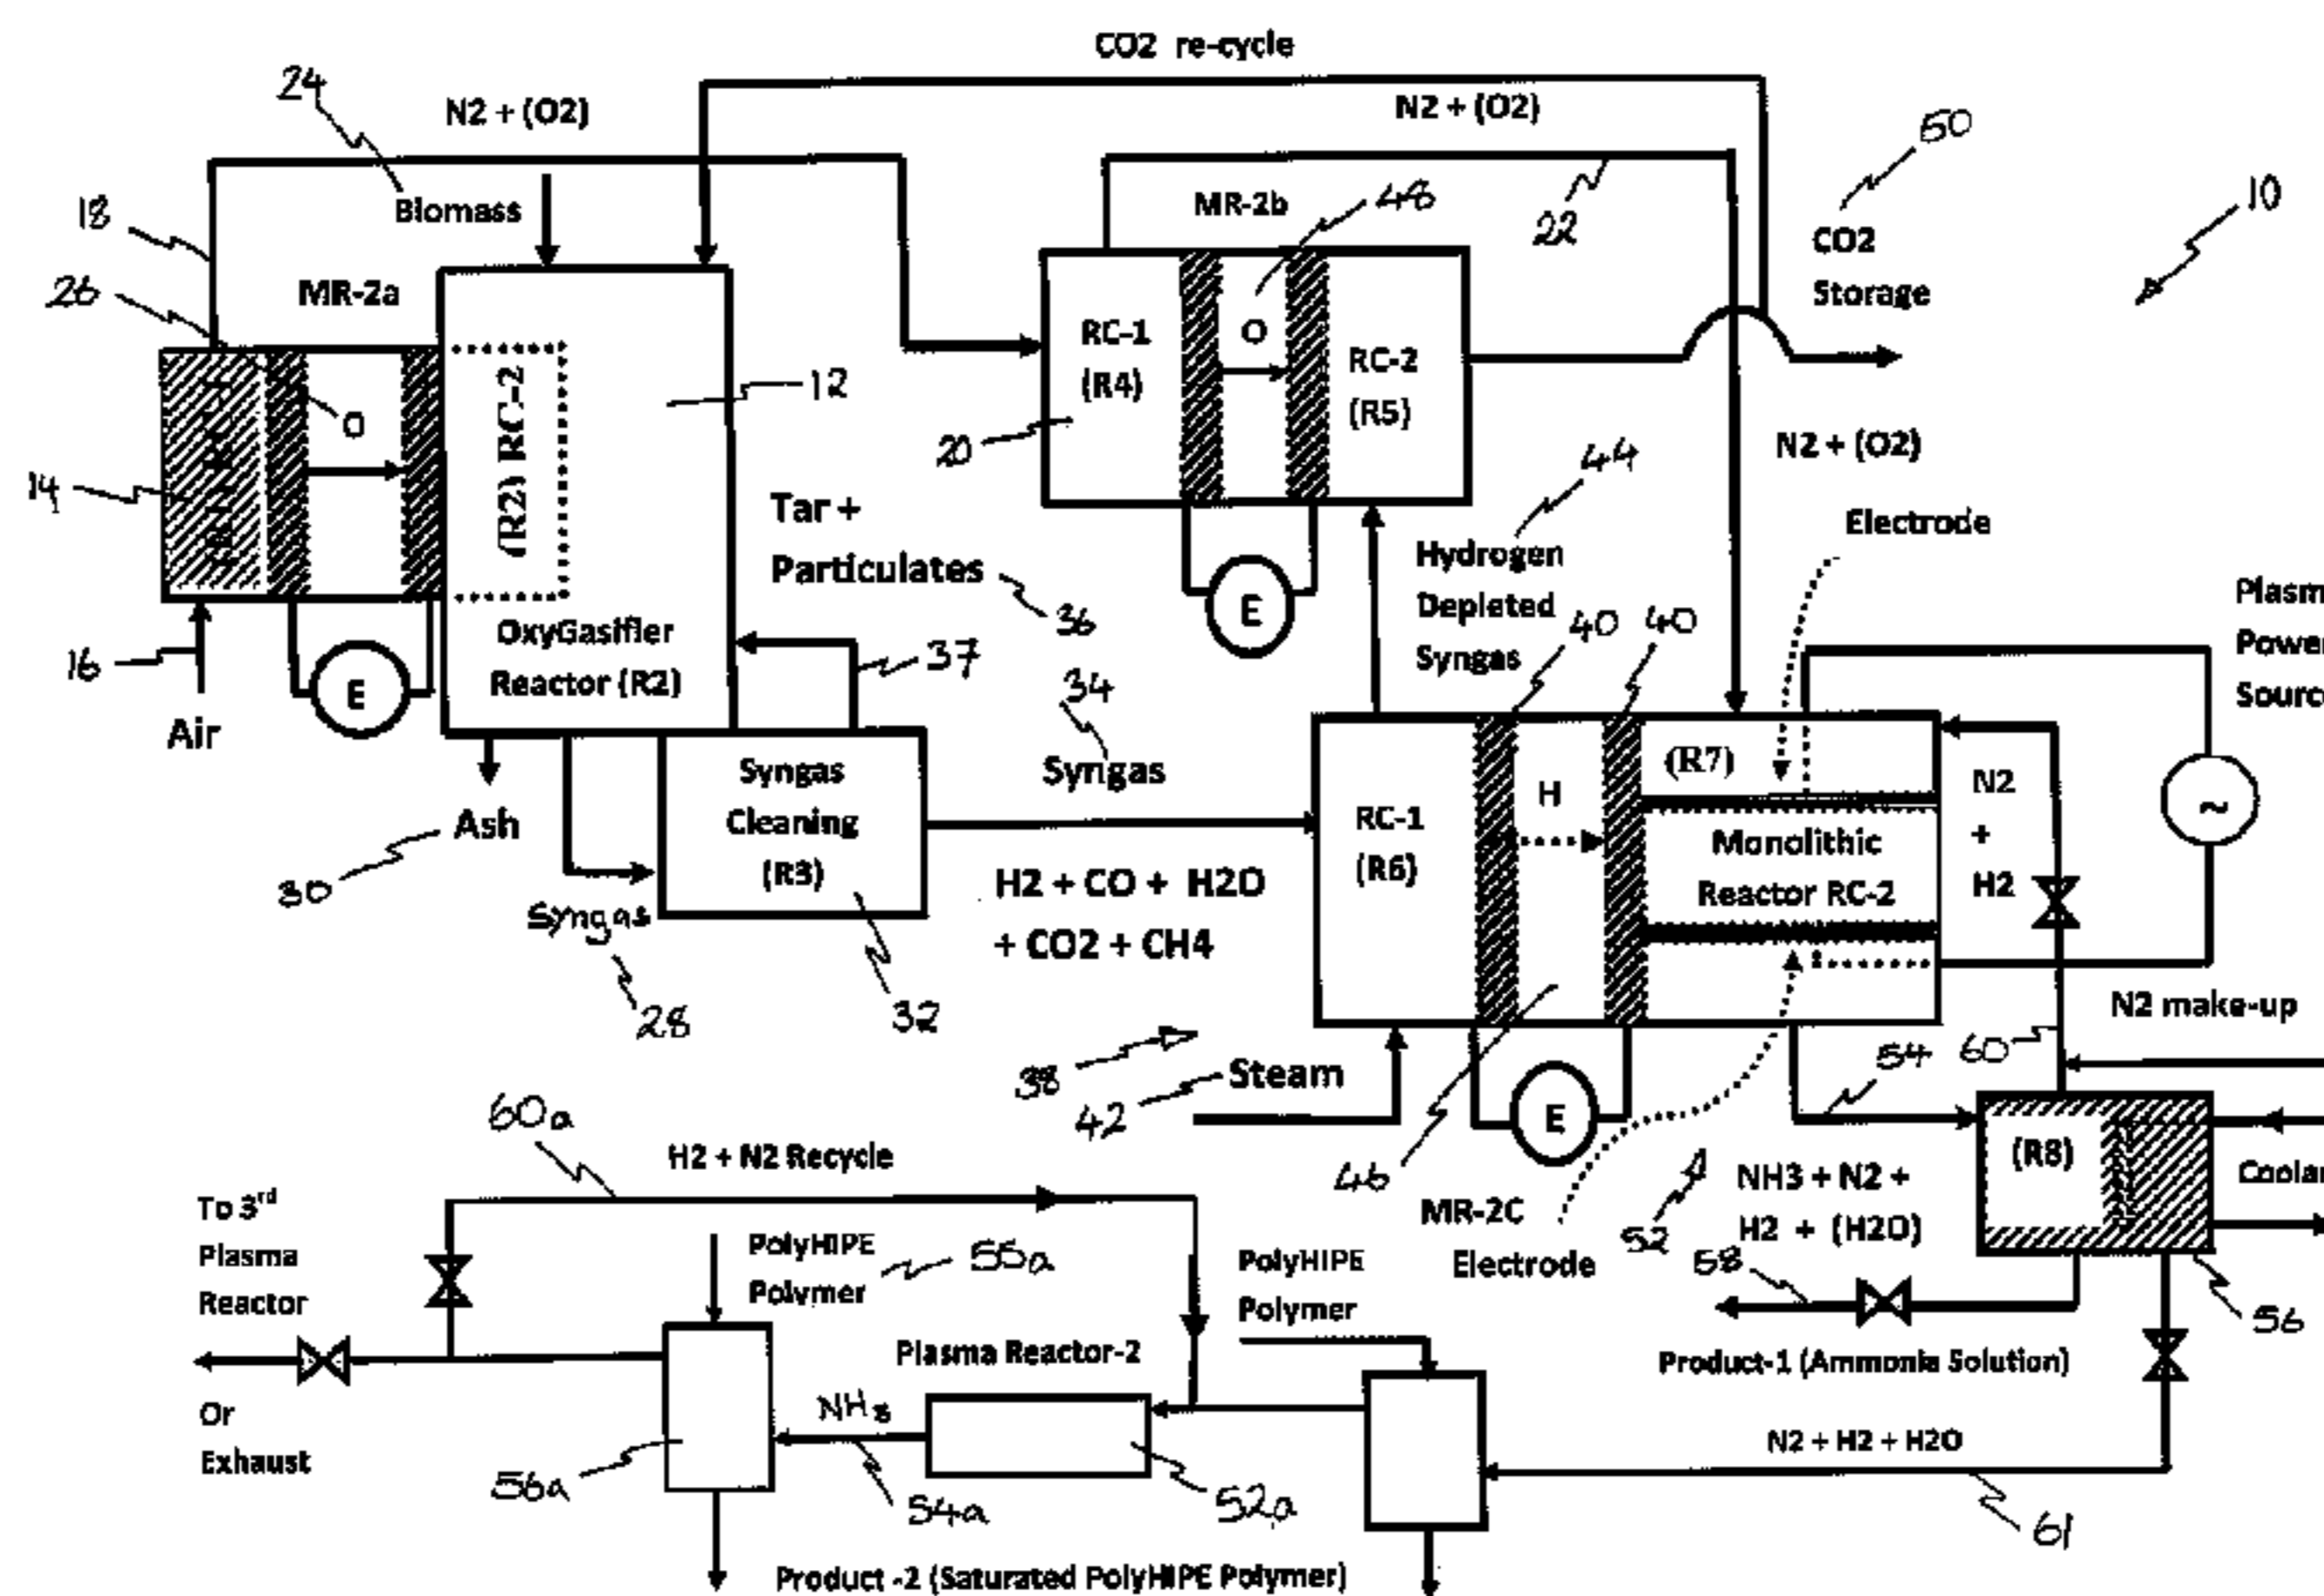 CO2 re-cycle
24
N2 + (O2)
N2 + (O2)
50
18
Biomass
MR-2b
48
22
CO2
Storage
10
26
MR-2a
RC-1
(R4)
O
RC-2
(R5)
12
O
(R2) RC-2
20
N2 + (O2)
14
44
Tar +
Particulates
36
Electrode
Hydrogen
Depleted
Syngas
40
40
E
OxyGasifier
Reactor (R2)
37
16
E
34
Air
Syngas
Syngas
Cleaning
(R3)
Ash
30
RC-1
(R6)
H
(R7)
N2
+
H2
~
Monolithic
Reactor RC-2
H2 + CO + H2O
+ CO2 + CH4
Syngas
28
32
N2 make-up
38
Steam
42
E
54
60
60a
H2 + N2 Recycle
46
MR-2C
Electrode
52
NH3 + N2 +
H2 + (H2O)
(R8)
To 3rd
Plasma
Reactor
PolyHIPE
Polymer
55a
PolyHIPE
Polymer
58
56
Plasma Reactor-2
Product-1 (Ammonia Solution)
Or
Exhaust
NH3
N2 + H2 + H2O
56a
54a
52a
61
Product -2 (Saturated PolyHIPE Polymer)